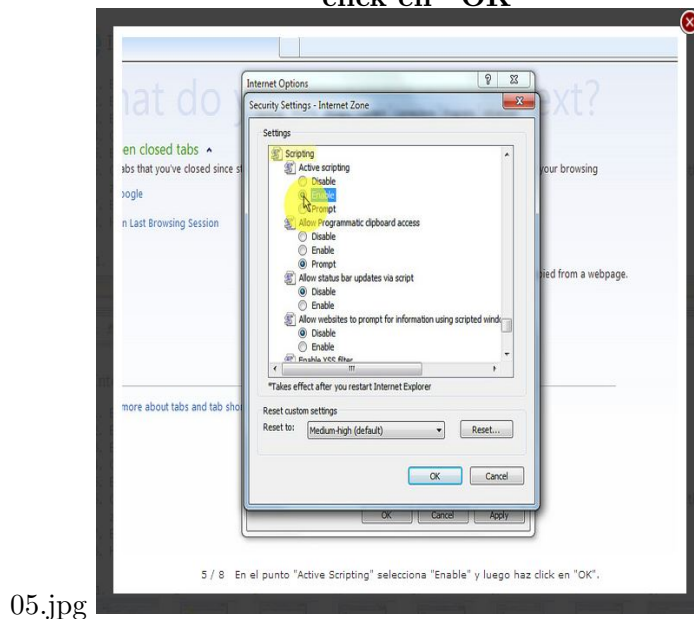 click en "OK"
hat do
ext?
Internet Options
Security Settings - Internet Zone
Settings
Scripting
Active scripting
Disable
Enable
Prompt
Allow Programmatic clipboard access
Disable
Enable
Prompt
Allow status bar updates via script
Disable
Enable
Allow websites to prompt for information using scripted windo
Disable
Enable
Enable XSS filter
*Takes effect after you restart Internet Explorer
Reset custom settings
Reset to: Medium-high (default) Reset...
OK Cancel
OK Cancel Apply
en closed tabs
abs that you've closed since st
your browsing
oogle
n Last Browsing Session
pied from a webpage.
more about tabs and tab sho
5 / 8 En el punto "Active Scripting" selecciona "Enable" y luego haz click en "OK".
05.jpg